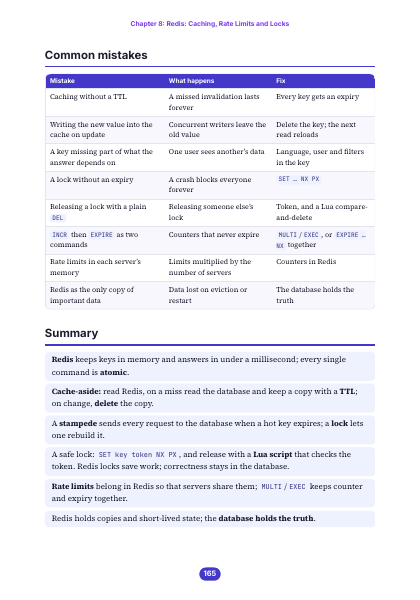 Chapter 8: Redis: Caching, Rate Limits and Locks
Common mistakes
Mistake What happens Fix
Caching without a TTL A missed invalidation lasts Every key gets an expiry
forever
Writing the new value into the Concurrent writers leave the Delete the key; the next
cache on update old value read reloads
A key missing part of what the One user sees another's data Language, user and filters
answer depends on in the key
A lock without an expiry A crash blocks everyone SET … NX PX
forever
Releasing a lock with a plain Releasing someone else's Token, and a Lua compare-
DEL lock and-delete
INCR then EXPIRE as two Counters that never expire MULTI / EXEC , or EXPIRE …
commands NX together
Rate limits in each server's Limits multiplied by the Counters in Redis
memory number of servers
Redis as the only copy of Data lost on eviction or The database holds the
important data restart truth
Summary
Redis keeps keys in memory and answers in under a millisecond; every single
command is atomic.
Cache-aside: read Redis, on a miss read the database and keep a copy with a TTL;
on change, delete the copy.
A stampede sends every request to the database when a hot key expires; a lock lets
one rebuild it.
A safe lock: SET key token NX PX , and release with a Lua script that checks the
token. Redis locks save work; correctness stays in the database.
Rate limits belong in Redis so that servers share them; MULTI / EXEC keeps counter
and expiry together.
Redis holds copies and short-lived state; the database holds the truth.
165